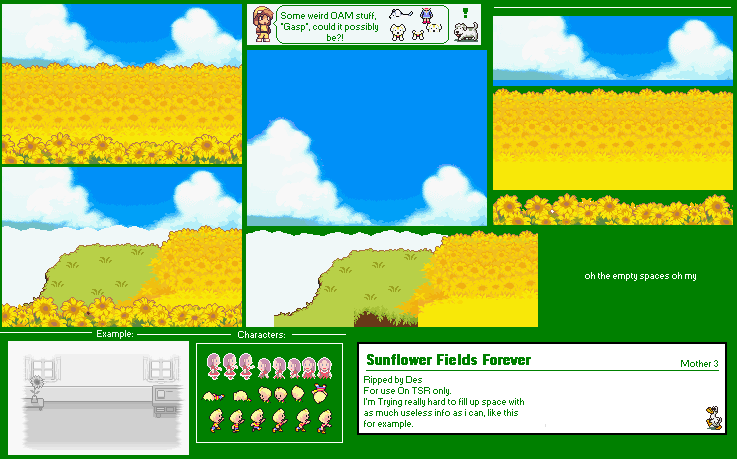 Some weird OAM stuff,
"Gasp", could it possibly
be?!
!
oh the empty spaces oh my
Example:
Characters:
Sunflower Fields Forever
Mother 3
Ripped by Des
For use On TSR only,
I'm Trying really hard to fill up space with
as much useless info as i can, like this
for example.